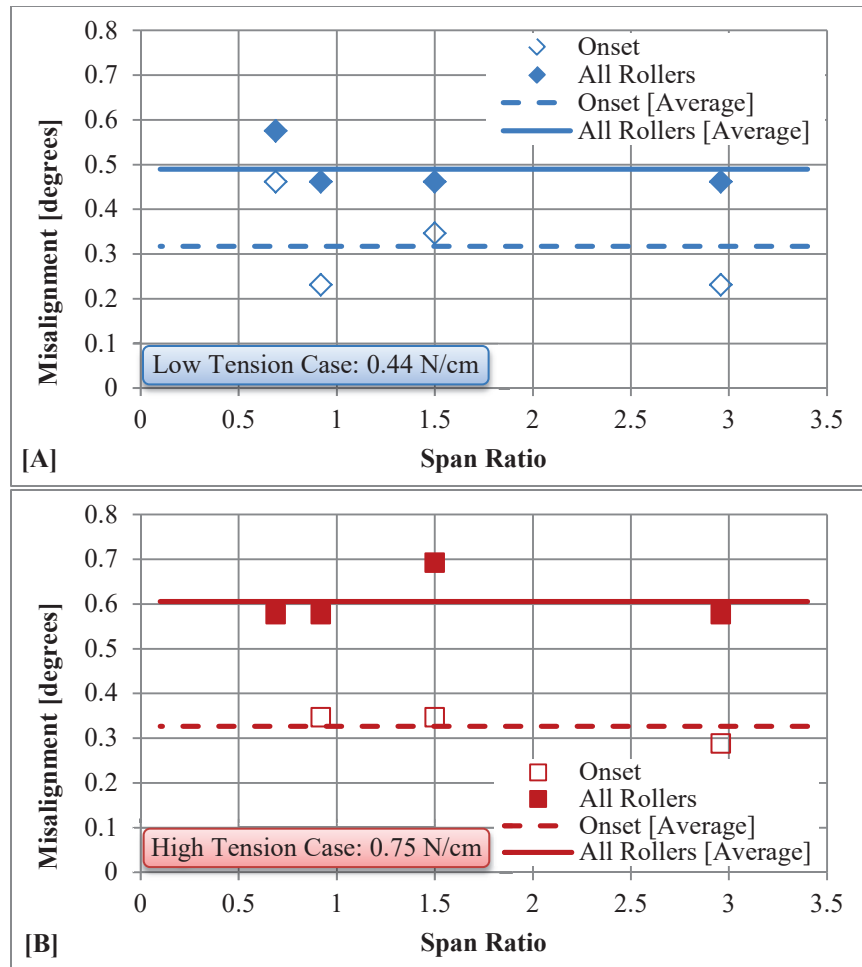 0.8
0.7
0.6
0.5
0.4
0.3
0.2
0.1
0
Misalignment [degrees]
Onset
All Rollers
Onset [Average]
All Rollers [Average]
Low Tension Case: 0.44 N/cm
0 0.5 1 1.5 2 2.5 3 3.5
[A]
Span Ratio
0.8
0.7
0.6
0.5
0.4
0.3
0.2
0.1
0
Misalignment [degrees]
Onset
All Rollers
Onset [Average]
All Rollers [Average]
High Tension Case: 0.75 N/cm
0 0.5 1 1.5 2 2.5 3 3.5
[B]
Span Ratio